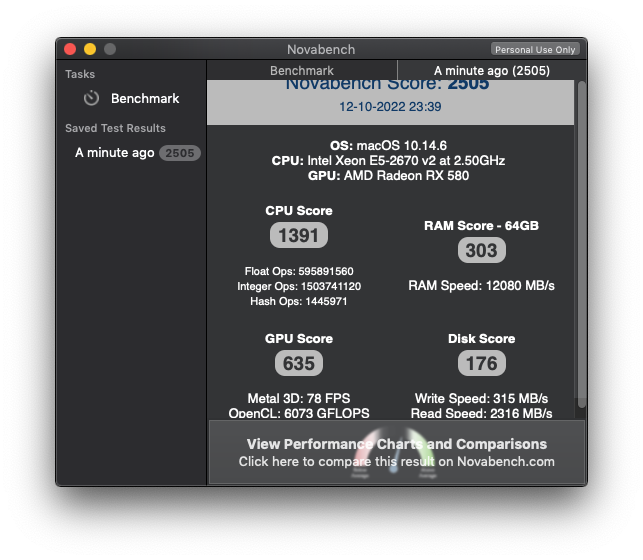 Novabench
Personal Use Only
Tasks
Benchmark
Saved Test Results
A minute ago 2505
Benchmark
A minute ago (2505)
Novabench Score: 2505
12-10-2022 23:39
OS: macOS 10.14.6
CPU: Intel Xeon E5-2670 v2 at 2.50GHz
GPU: AMD Radeon RX 580
CPU Score
1391
Float Ops: 595891560
Integer Ops: 1503741120
Hash Ops: 1445971
RAM Score - 64GB
303
RAM Speed: 12080 MB/s
GPU Score
635
Metal 3D: 78 FPS
OpenCL: 6073 GFLOPS
Disk Score
176
Write Speed: 315 MB/s
Read Speed: 2316 MB/s
View Performance Charts and Comparisons
Click here to compare this result on Novabench.com